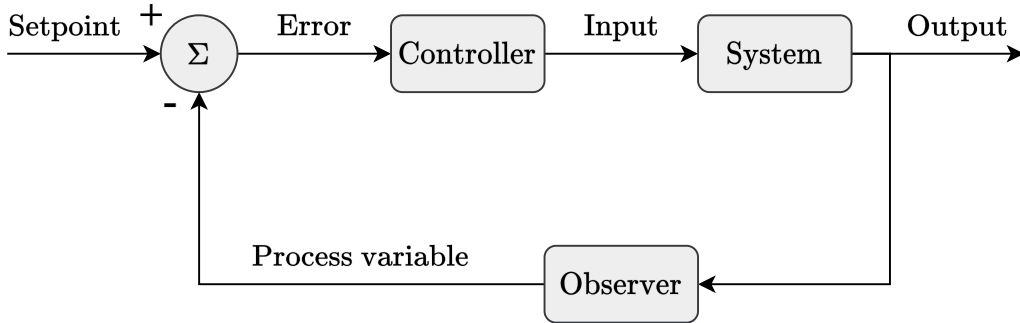 Setpoint
+
Σ
-
Error
Controller
Input
System
Output
Process variable
Observer